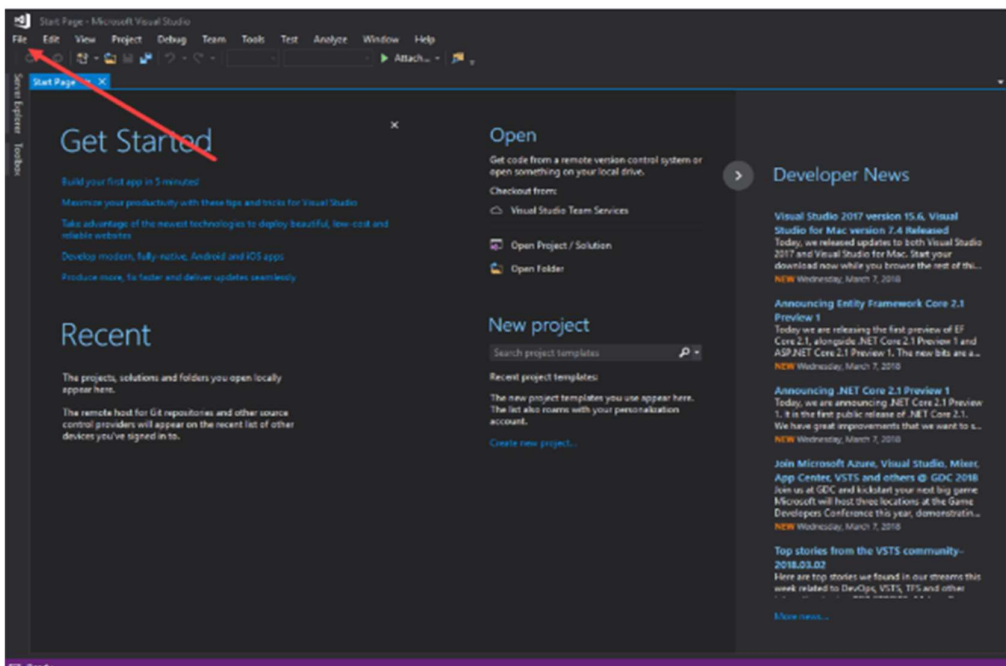 Start Page - Microsoft Visual Studio
File Edit View Project Debug Team Tools Test Analyze Window Help
Attach...
Server Explorer
Toolbox
Start Page
Get Started
Build your first app in 5 minutes!
Maximize your productivity with these tips and tricks for Visual Studio
Take advantage of the newest technologies to deploy beautiful, low-cost and
reliable websites
Develop modern, fully-native, Android and iOS apps
Produce more, fix faster and deliver updates seamlessly
Recent
The projects, solutions and folders you open locally
appear here.
The remote host for Git repositories and other source
control providers will appear on the recent list of other
devices you've signed in to.
Open
Get code from a remote version control system or
open something on your local drive.
Checkout from:
Visual Studio Team Services
Open Project / Solution
Open Folder
New project
Search project templates
Recent project templates:
The new project templates you use appear here.
The list also roams with your personalization
account.
Create new project...
Developer News
Visual Studio 2017 version 15.6, Visual
Studio for Mac version 7.4 Released
Today, we released updates to both Visual Studio
2017 and Visual Studio for Mac. Start your
download now while you browse the rest of thi...
NEW Wednesday, March 7, 2018
Announcing Entity Framework Core 2.1
Preview 1
Today we are releasing the first preview of EF
Core 2.1, alongside .NET Core 2.1 Preview 1 and
ASP.NET Core 2.1 Preview 1. The new bits are a...
NEW Wednesday, March 7, 2018
Announcing .NET Core 2.1 Preview 1
Today, we are announcing .NET Core 2.1 Preview
1. It is the first public release of .NET Core 2.1.
We have great improvements that we want to s...
NEW Wednesday, March 7, 2018
Join Microsoft Azure, Visual Studio, Mixer,
App Center, VSTS and others @ GDC 2018
Join us at GDC and kickstart your next big game
Microsoft will host three locations at the Game
Developers Conference this year, demonstratin...
NEW Wednesday, March 7, 2018
Top stories from the VSTS community–
2018.03.02
Here are top stories we found in our streams this
week related to DevOps, VSTS, TFS and other
More news...